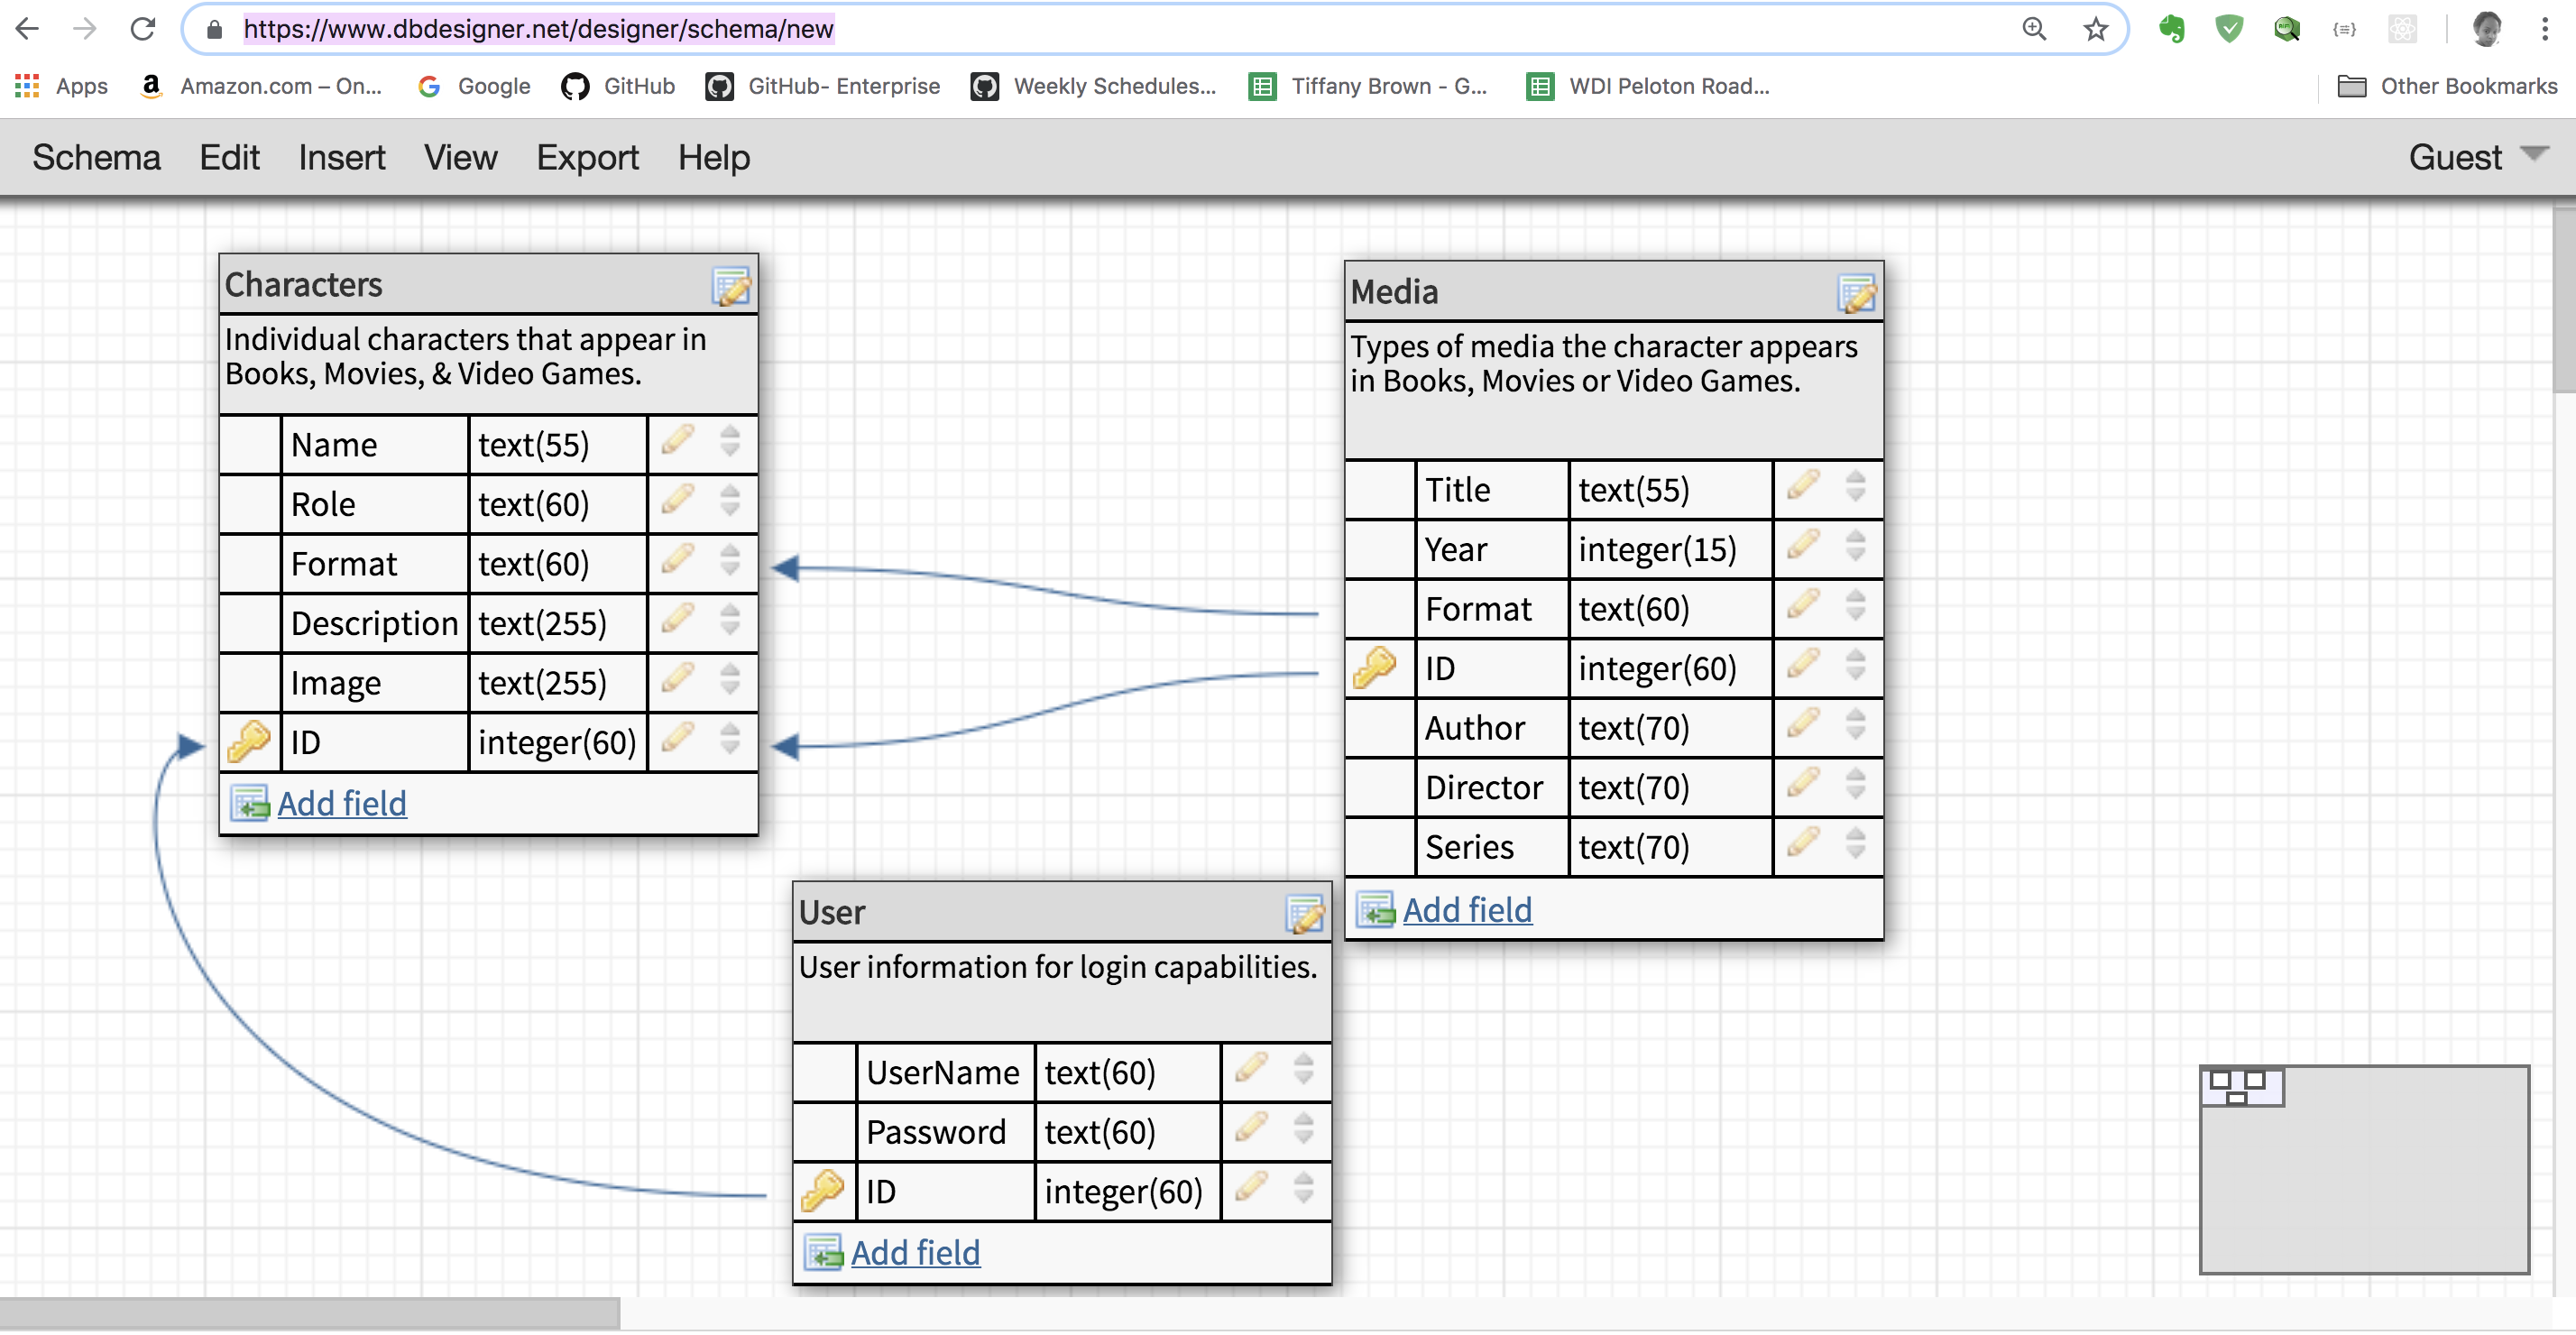 https://www.dbdesigner.net/designer/schema/new
Apps Amazon.com – On... Google GitHub GitHub- Enterprise Weekly Schedules... Tiffany Brown - G... WDI Peloton Road... Other Bookmarks
Schema Edit Insert View Export Help Guest
Characters
Individual characters that appear in
Books, Movies, & Video Games.
Name text(55)
Role text(60)
Format text(60)
Description text(255)
Image text(255)
ID integer(60)
Add field
Media
Types of media the character appears
in Books, Movies or Video Games.
Title text(55)
Year integer(15)
Format text(60)
ID integer(60)
Author text(70)
Director text(70)
Series text(70)
Add field
User
User information for login capabilities.
UserName text(60)
Password text(60)
ID integer(60)
Add field